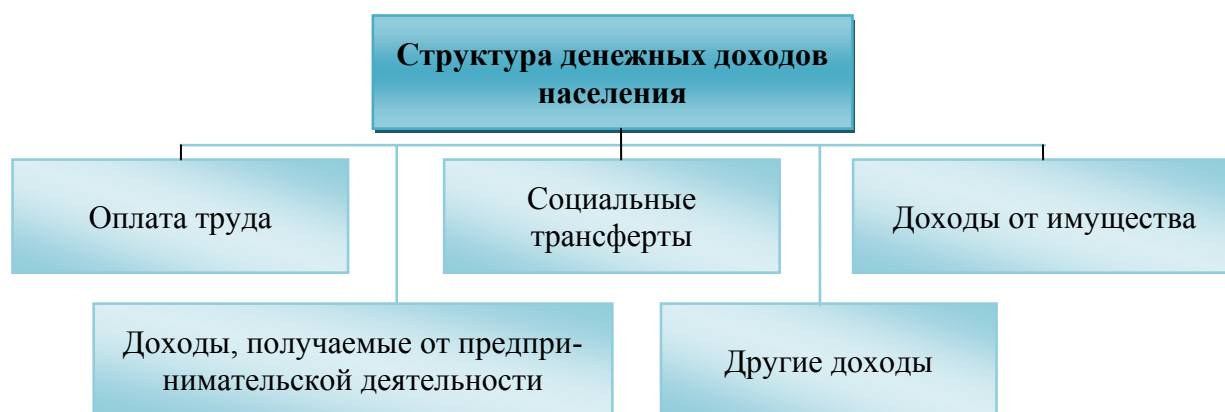 Структура денежных доходов
населения
Оплата труда
Социальные
трансферты
Доходы от имущества
Доходы, получаемые от предпри-
нимательской деятельности
Другие доходы